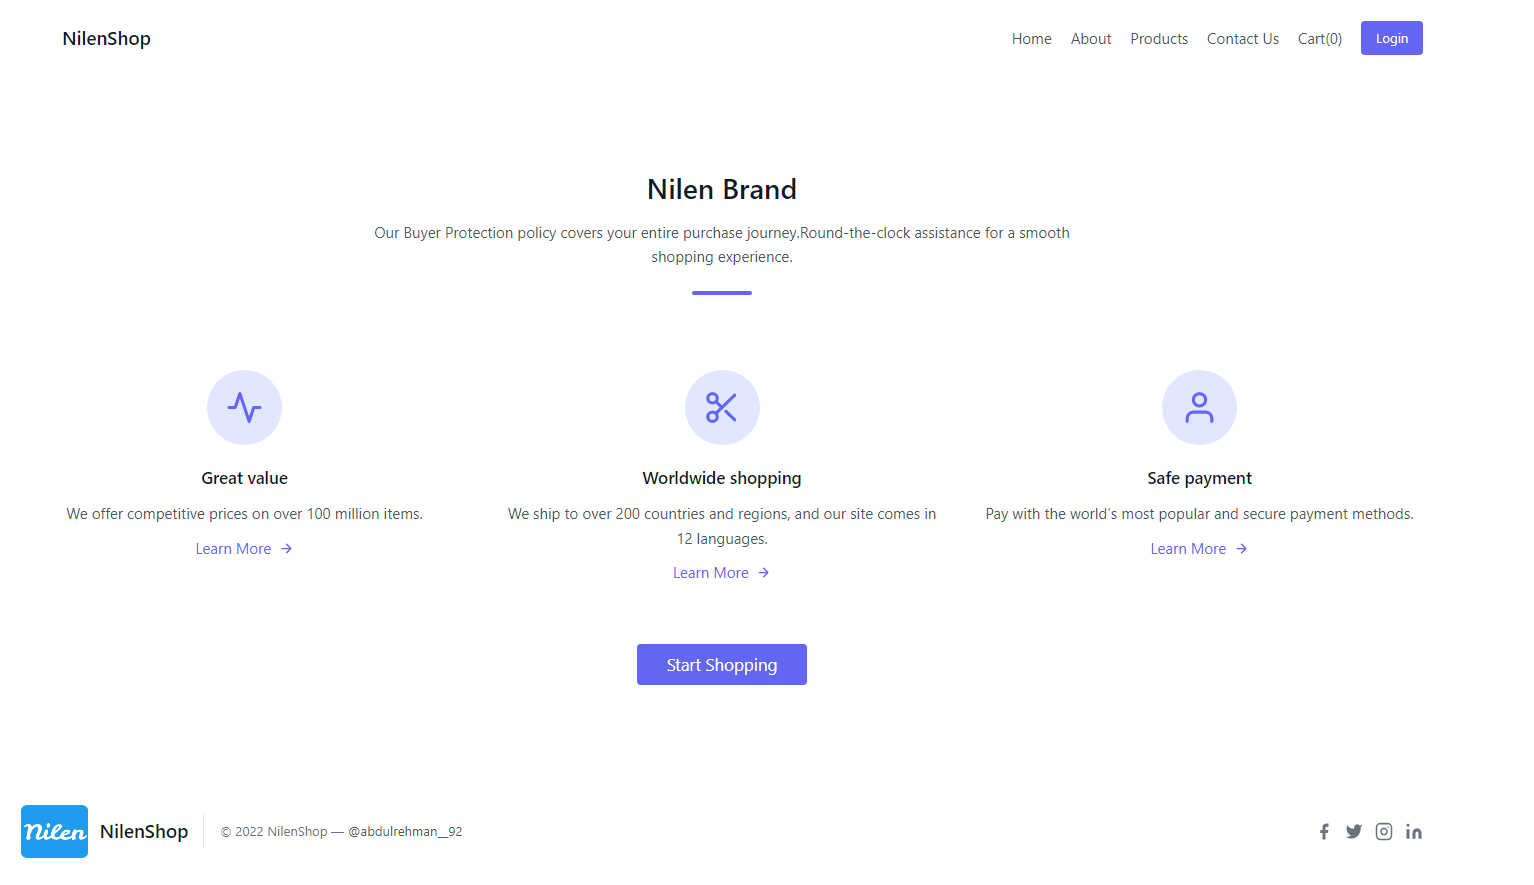 NilenShop
Home About Products Contact Us Cart(0) Login
Nilen Brand
Our Buyer Protection policy covers your entire purchase journey.Round-the-clock assistance for a smooth
shopping experience.
Great value
We offer competitive prices on over 100 million items.
Learn More
Worldwide shopping
We ship to over 200 countries and regions, and our site comes in
12 languages.
Learn More
Safe payment
Pay with the world’s most popular and secure payment methods.
Learn More
Start Shopping
Nilen
NilenShop
© 2022 NilenShop — @abdulrehman__92